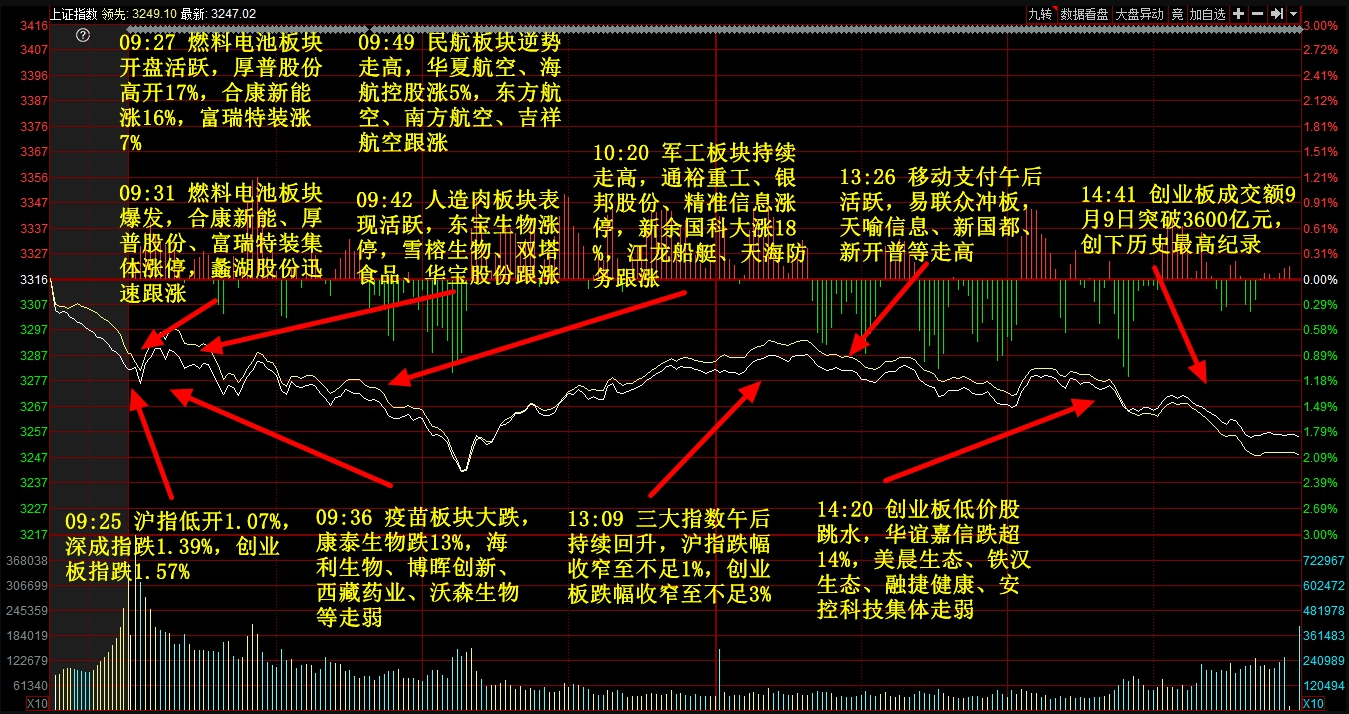 上证指数 领先: 3249.10 最新: 3247.02
九转 数据看盘 大盘异动 竞 加自选
3416
3407
3396
3387
3376
3367
3356
3347
3337
3327
3316
3307
3297
3287
3277
3267
3257
3247
3237
3227
3217
368038
306699
245359
184019
122679
61340
X10
09:27 燃料电池板块
开盘活跃，厚普股份
高开17%，合康新能
涨16%，富瑞特装涨
7%
09:49 民航板块逆势
走高，华夏航空、海
航控股涨5%，东方航
空、南方航空、吉祥
航空跟涨
09:31 燃料电池板块
爆发，合康新能、厚
普股份、富瑞特装集
体涨停，蠡湖股份迅
速跟涨
09:42 人造肉板块表
现活跃，东宝生物涨
停，雪榕生物、双塔
食品、华宝股份跟涨
10:20 军工板块持续
走高，通裕重工、银
邦股份、精准信息涨
停，新余国科大涨18
%，江龙船艇、天海防
务跟涨
13:26 移动支付午后
活跃，易联众冲板，
天喻信息、新国都、
新开普等走高
14:41 创业板成交额9
月9日突破3600亿元，
创下历史最高纪录
09:25 沪指低开1.07%，
深成指跌1.39%，创业
板指跌1.57%
09:36 疫苗板块大跌，
康泰生物跌13%，海
利生物、博晖创新、
西藏药业、沃森生物
等走弱
13:09 三大指数午后
持续回升，沪指跌幅
收窄至不足1%，创业
板跌幅收窄至不足3%
14:20 创业板低价股
跳水，华谊嘉信跌超
14%，美晨生态、铁汉
生态、融捷健康、安
控科技集体走弱
3.00%
2.72%
2.41%
2.12%
1.81%
1.51%
1.21%
0.91%
0.61%
0.31%
0.00%
0.29%
0.58%
0.89%
1.18%
1.49%
1.79%
2.09%
2.39%
2.69%
3.00%
722967
602472
481978
361483
240989
120494
X10